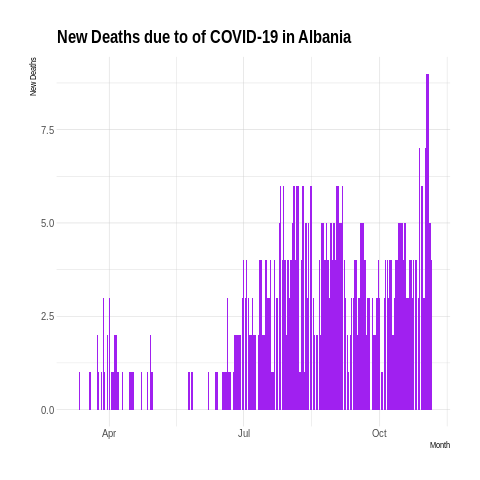 New Deaths due to of COVID-19 in Albania
New Deaths
7.5
5.0
2.5
0.0
Apr Jul Oct
Month